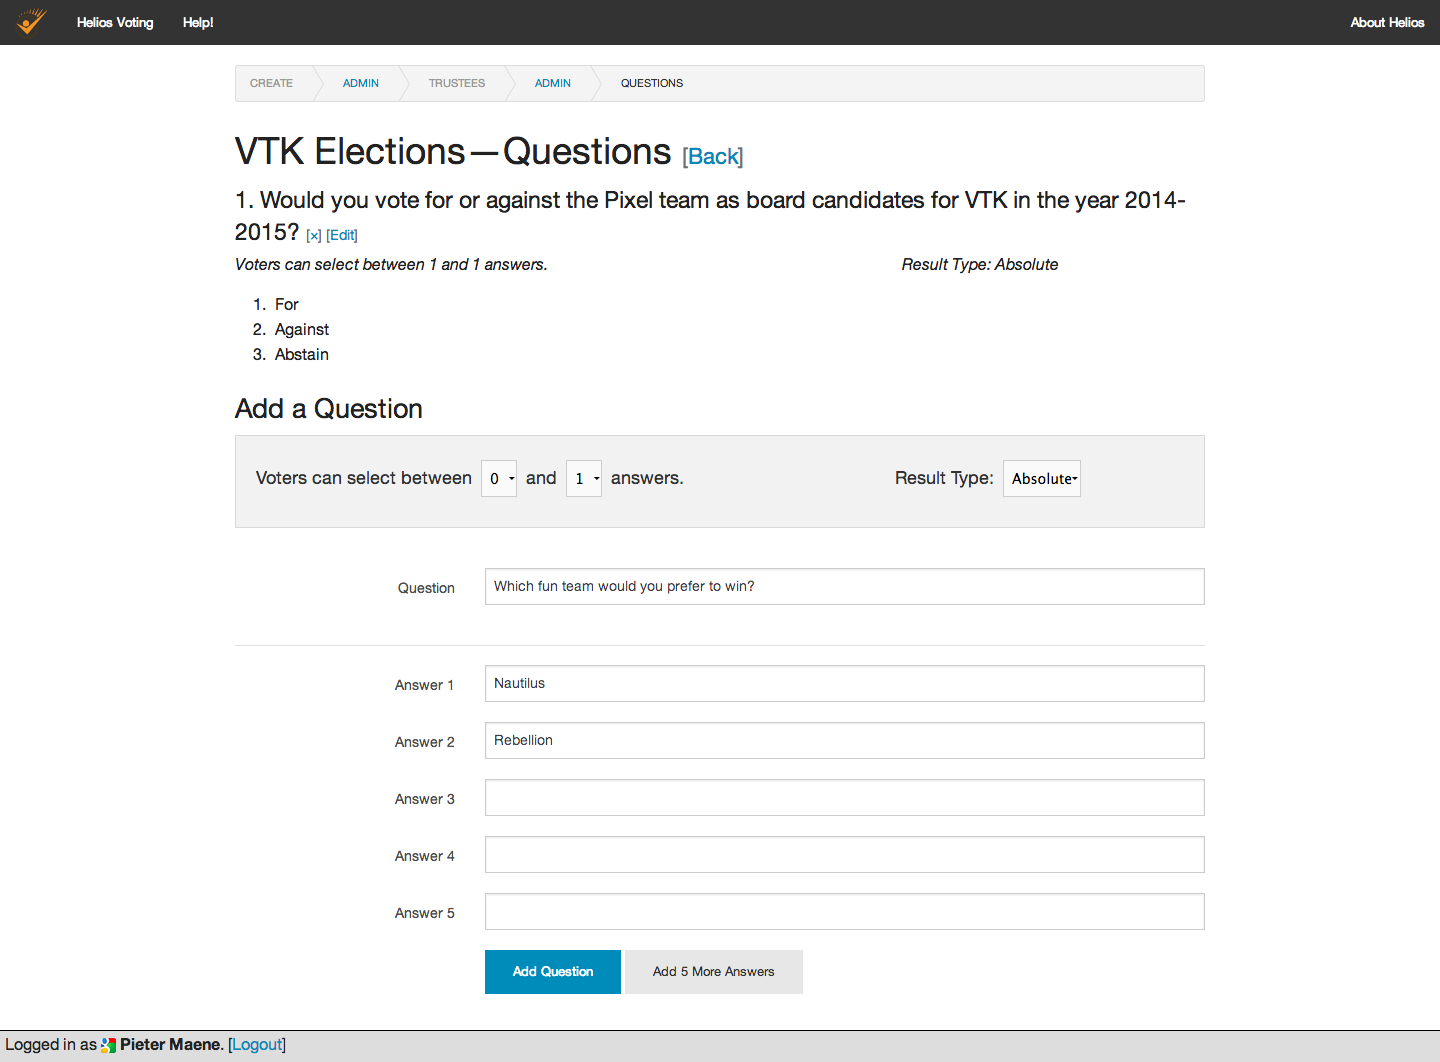 Helios Voting Help! About Helios
CREATE ADMIN TRUSTEES ADMIN QUESTIONS
VTK Elections — Questions [Back]
1. Would you vote for or against the Pixel team as board candidates for VTK in the year 2014-
2015? [x] [Edit]
Voters can select between 1 and 1 answers. Result Type: Absolute
1. For
2. Against
3. Abstain
Add a Question
Voters can select between 0 and 1 answers. Result Type: Absolute
Question Which fun team would you prefer to win?
Answer 1 Nautilus
Answer 2 Rebellion
Answer 3
Answer 4
Answer 5
Add Question Add 5 More Answers
Logged in as Pieter Maene. [Logout]